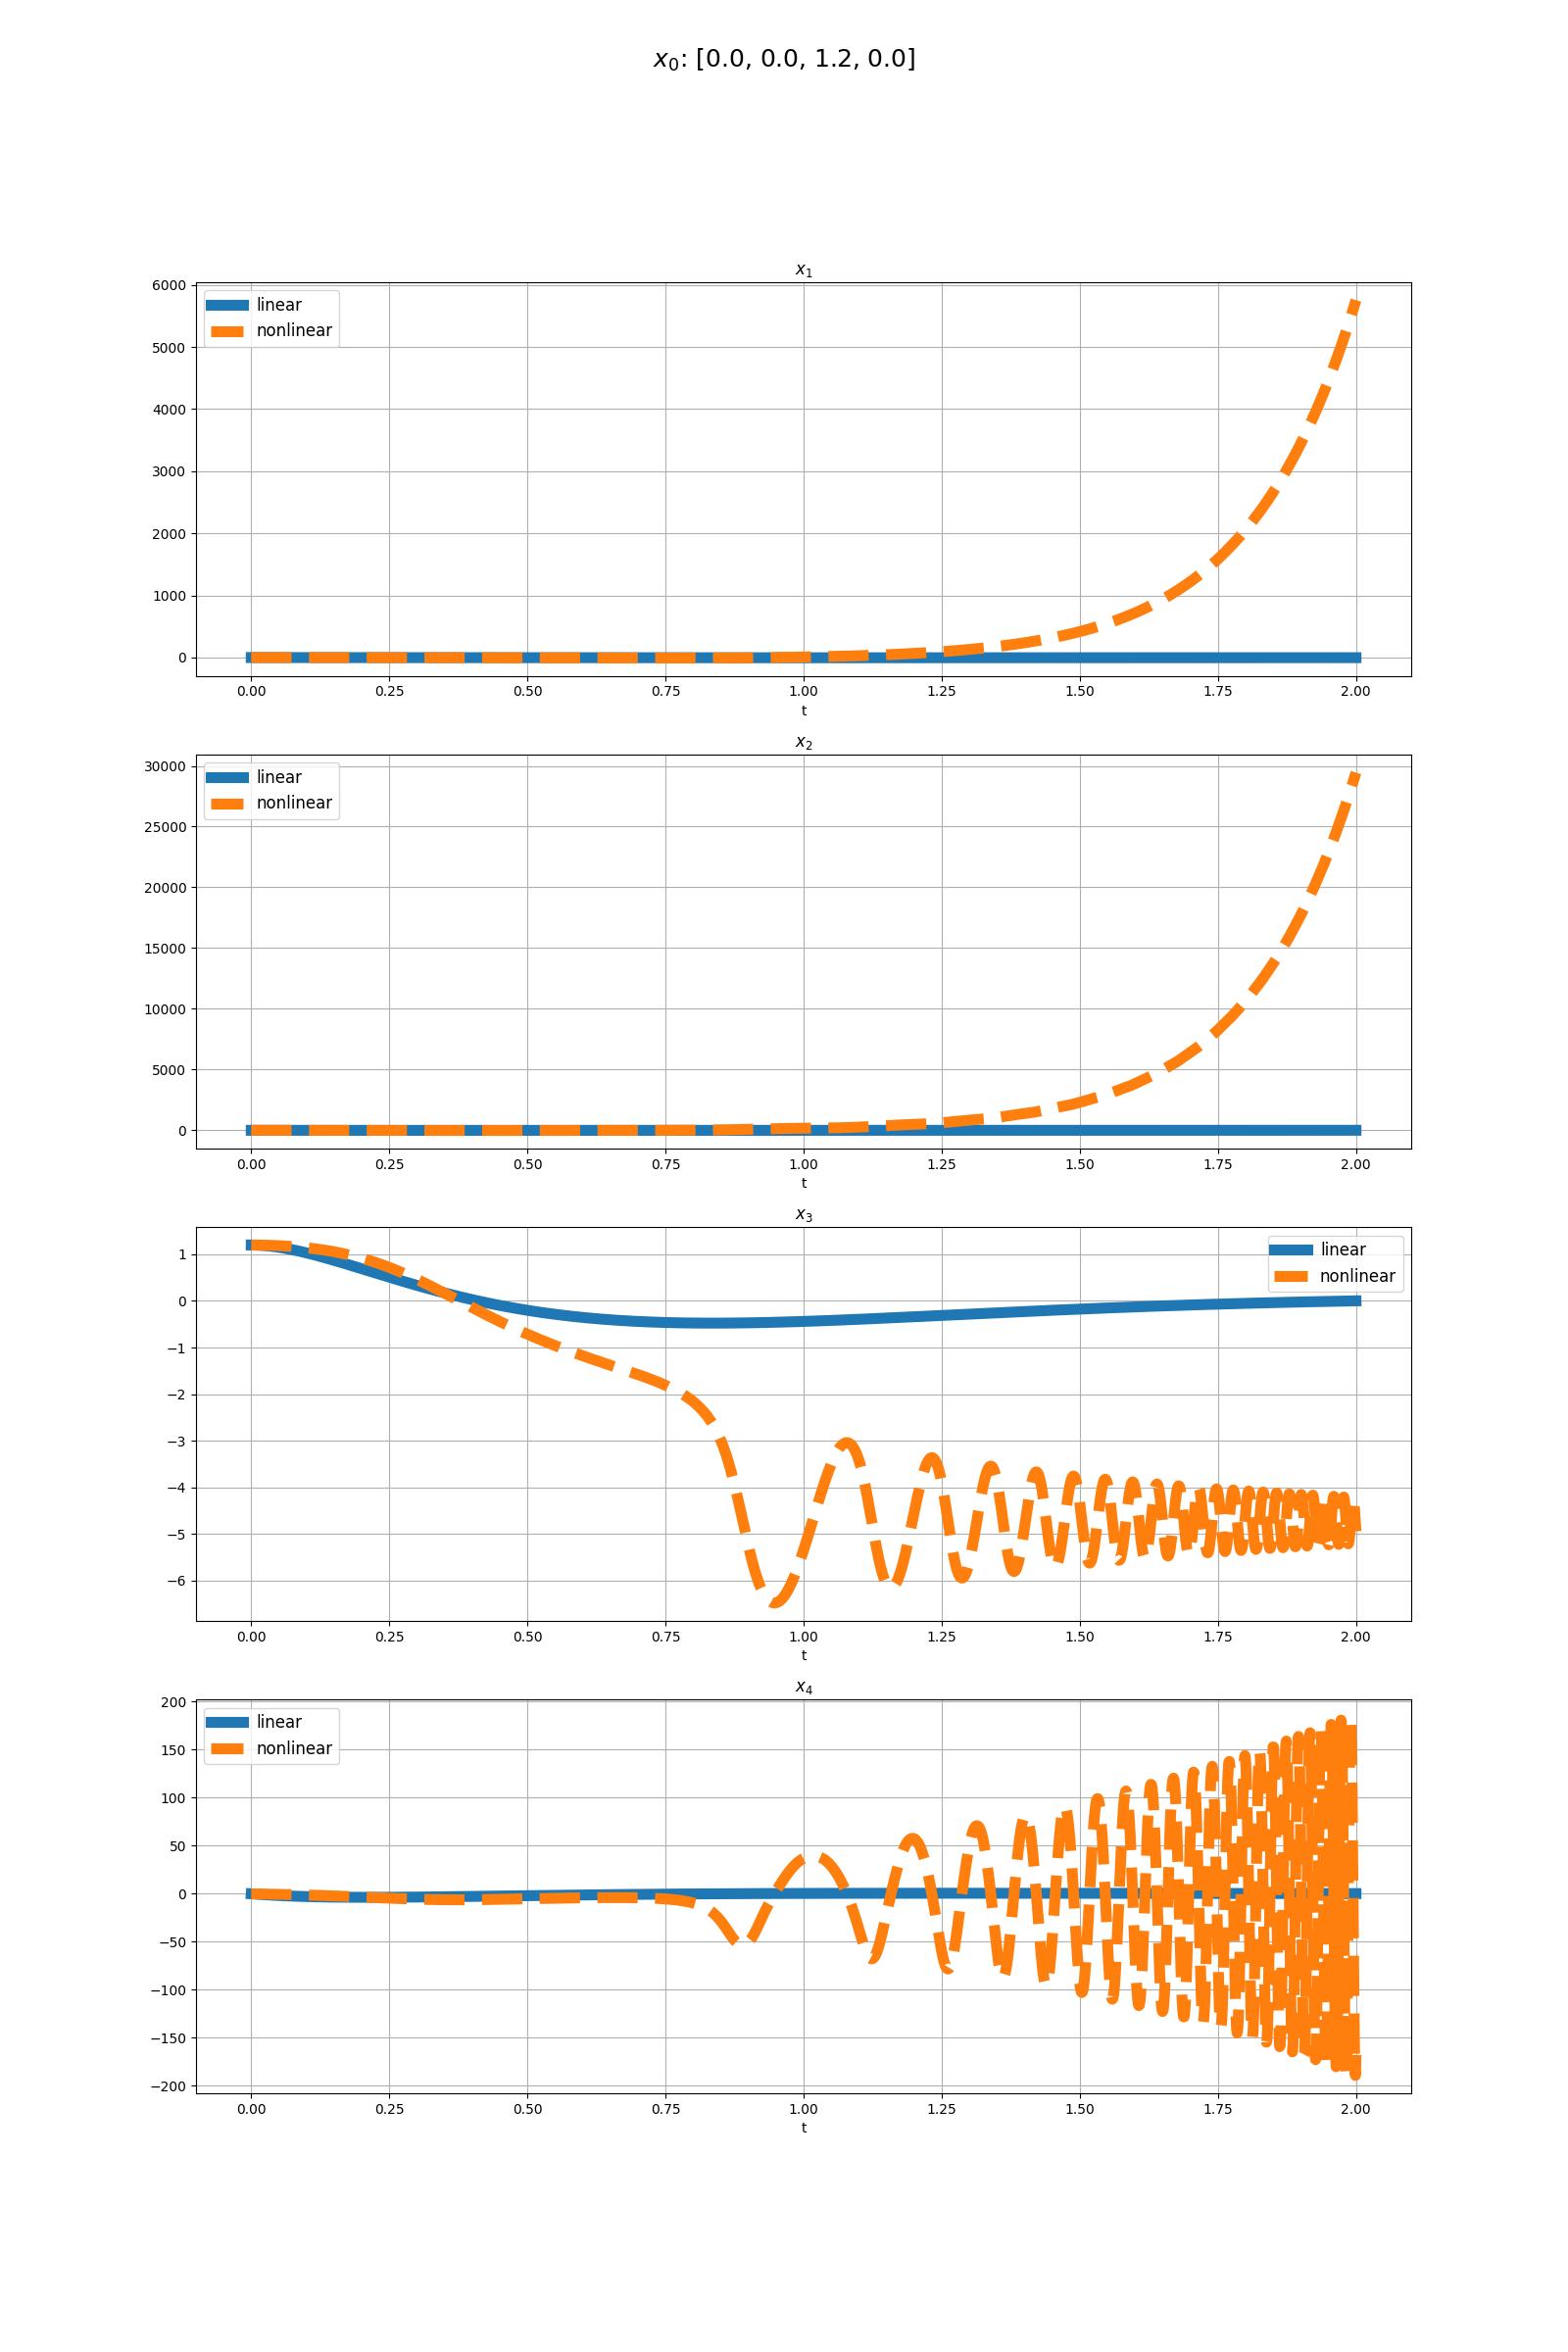 x₀: [0.0, 0.0, 1.2, 0.0]
x₁
linear
nonlinear
6000
5000
4000
3000
2000
1000
0
0.00 0.25 0.50 0.75 1.00 1.25 1.50 1.75 2.00
t
x₂
linear
nonlinear
30000
25000
20000
15000
10000
5000
0
0.00 0.25 0.50 0.75 1.00 1.25 1.50 1.75 2.00
t
x₃
linear
nonlinear
1
0
−1
−2
−3
−4
−5
−6
0.00 0.25 0.50 0.75 1.00 1.25 1.50 1.75 2.00
t
x₄
linear
nonlinear
200
150
100
50
0
−50
−100
−150
−200
0.00 0.25 0.50 0.75 1.00 1.25 1.50 1.75 2.00
t